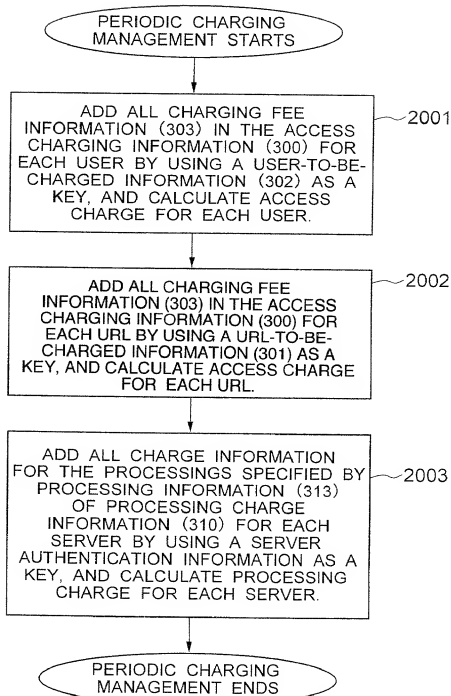 PERIODIC CHARGING
MANAGEMENT STARTS
2001
ADD ALL CHARGING FEE
INFORMATION (303) IN THE ACCESS
CHARGING INFORMATION (300) FOR
EACH USER BY USING A USER-TO-BE-
CHARGED INFORMATION (302) AS A
KEY, AND CALCULATE ACCESS
CHARGE FOR EACH USER.
2002
ADD ALL CHARGING FEE
INFORMATION (303) IN THE ACCESS
CHARGING INFORMATION (300) FOR
EACH URL BY USING A URL-TO-BE-
CHARGED INFORMATION (301) AS A
KEY, AND CALCULATE ACCESS CHARGE
FOR EACH URL.
2003
ADD ALL CHARGE INFORMATION
FOR THE PROCESSINGS SPECIFIED BY
PROCESSING INFORMATION (313)
OF PROCESSING CHARGE
INFORMATION (310) FOR EACH
SERVER BY USING A SERVER
AUTHENTICATION INFORMATION AS A
KEY, AND CALCULATE PROCESSING
CHARGE FOR EACH SERVER.
PERIODIC CHARGING
MANAGEMENT ENDS